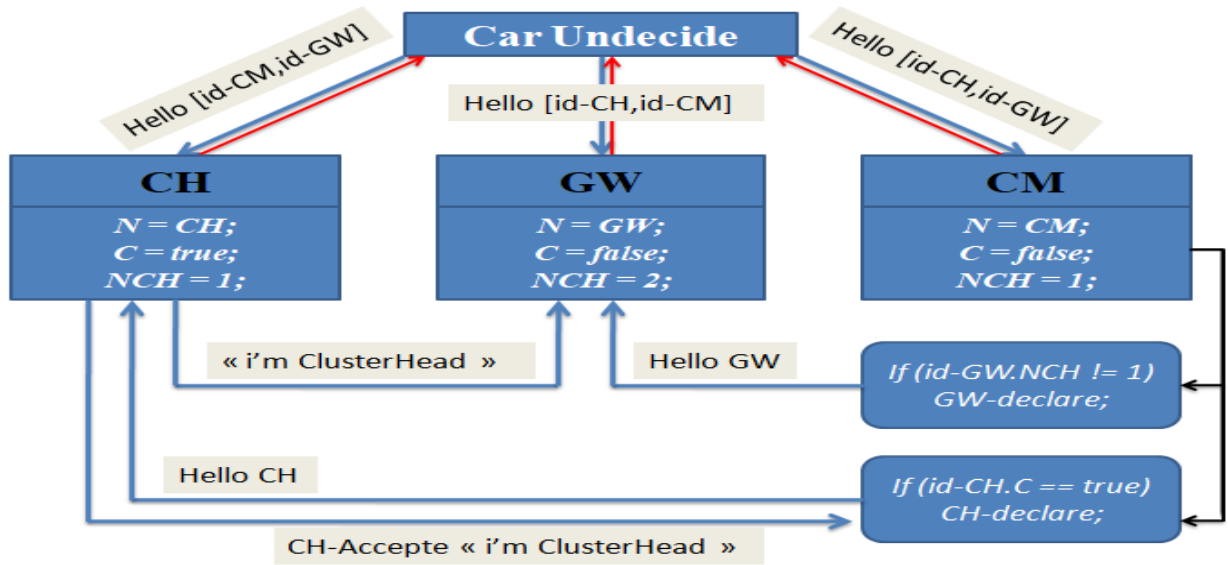 Car Undecide
Hello [id-CM,id-GW]
Hello [id-CH,id-CM]
Hello [id-CH,id-GW]
CH
N = CH;
C = true;
NCH = 1;
GW
N = GW;
C = false;
NCH = 2;
CM
N = CM;
C = false;
NCH = 1;
« i’m ClusterHead »
Hello GW
If (id-GW.NCH != 1)
GW-declare;
Hello CH
If (id-CH.C == true)
CH-declare;
CH-Accepte « i’m ClusterHead »